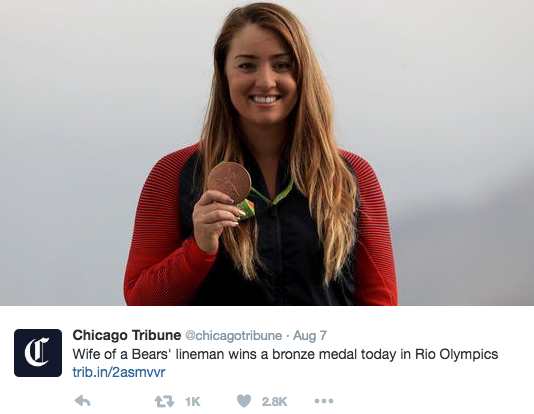 Chicago Tribune @chicagotribune · Aug 7
Wife of a Bears' lineman wins a bronze medal today in Rio Olympics
trib.in/2asmvvr
1K 2.8K